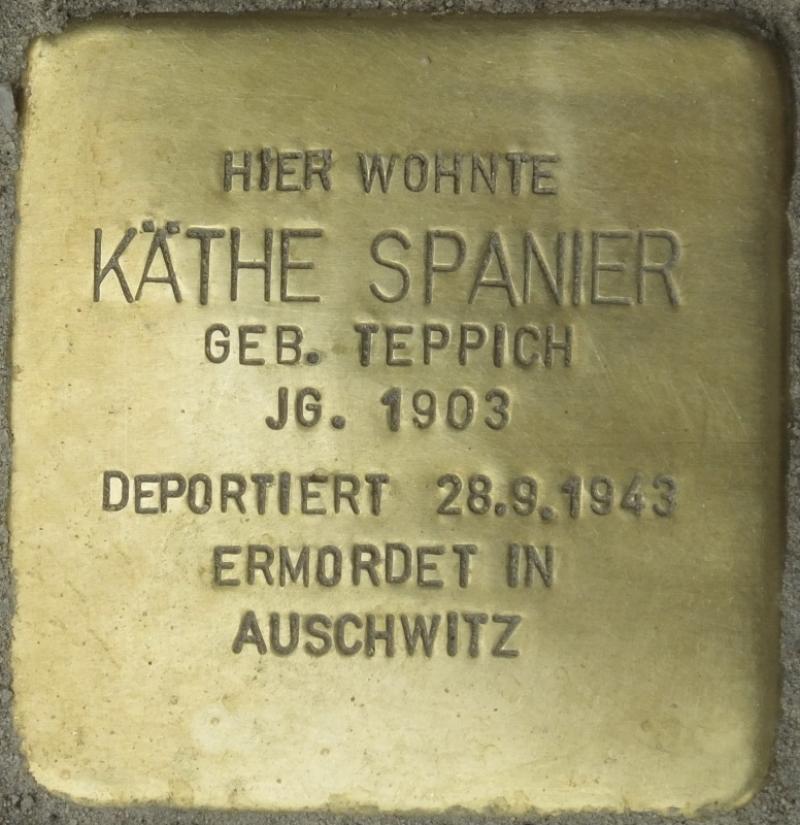 HIER WOHNTE
KÄTHE SPANIER
GEB. TEPPICH
JG. 1903
DEPORTIERT 28.9.1943
ERMORDET IN
AUSCHWITZ